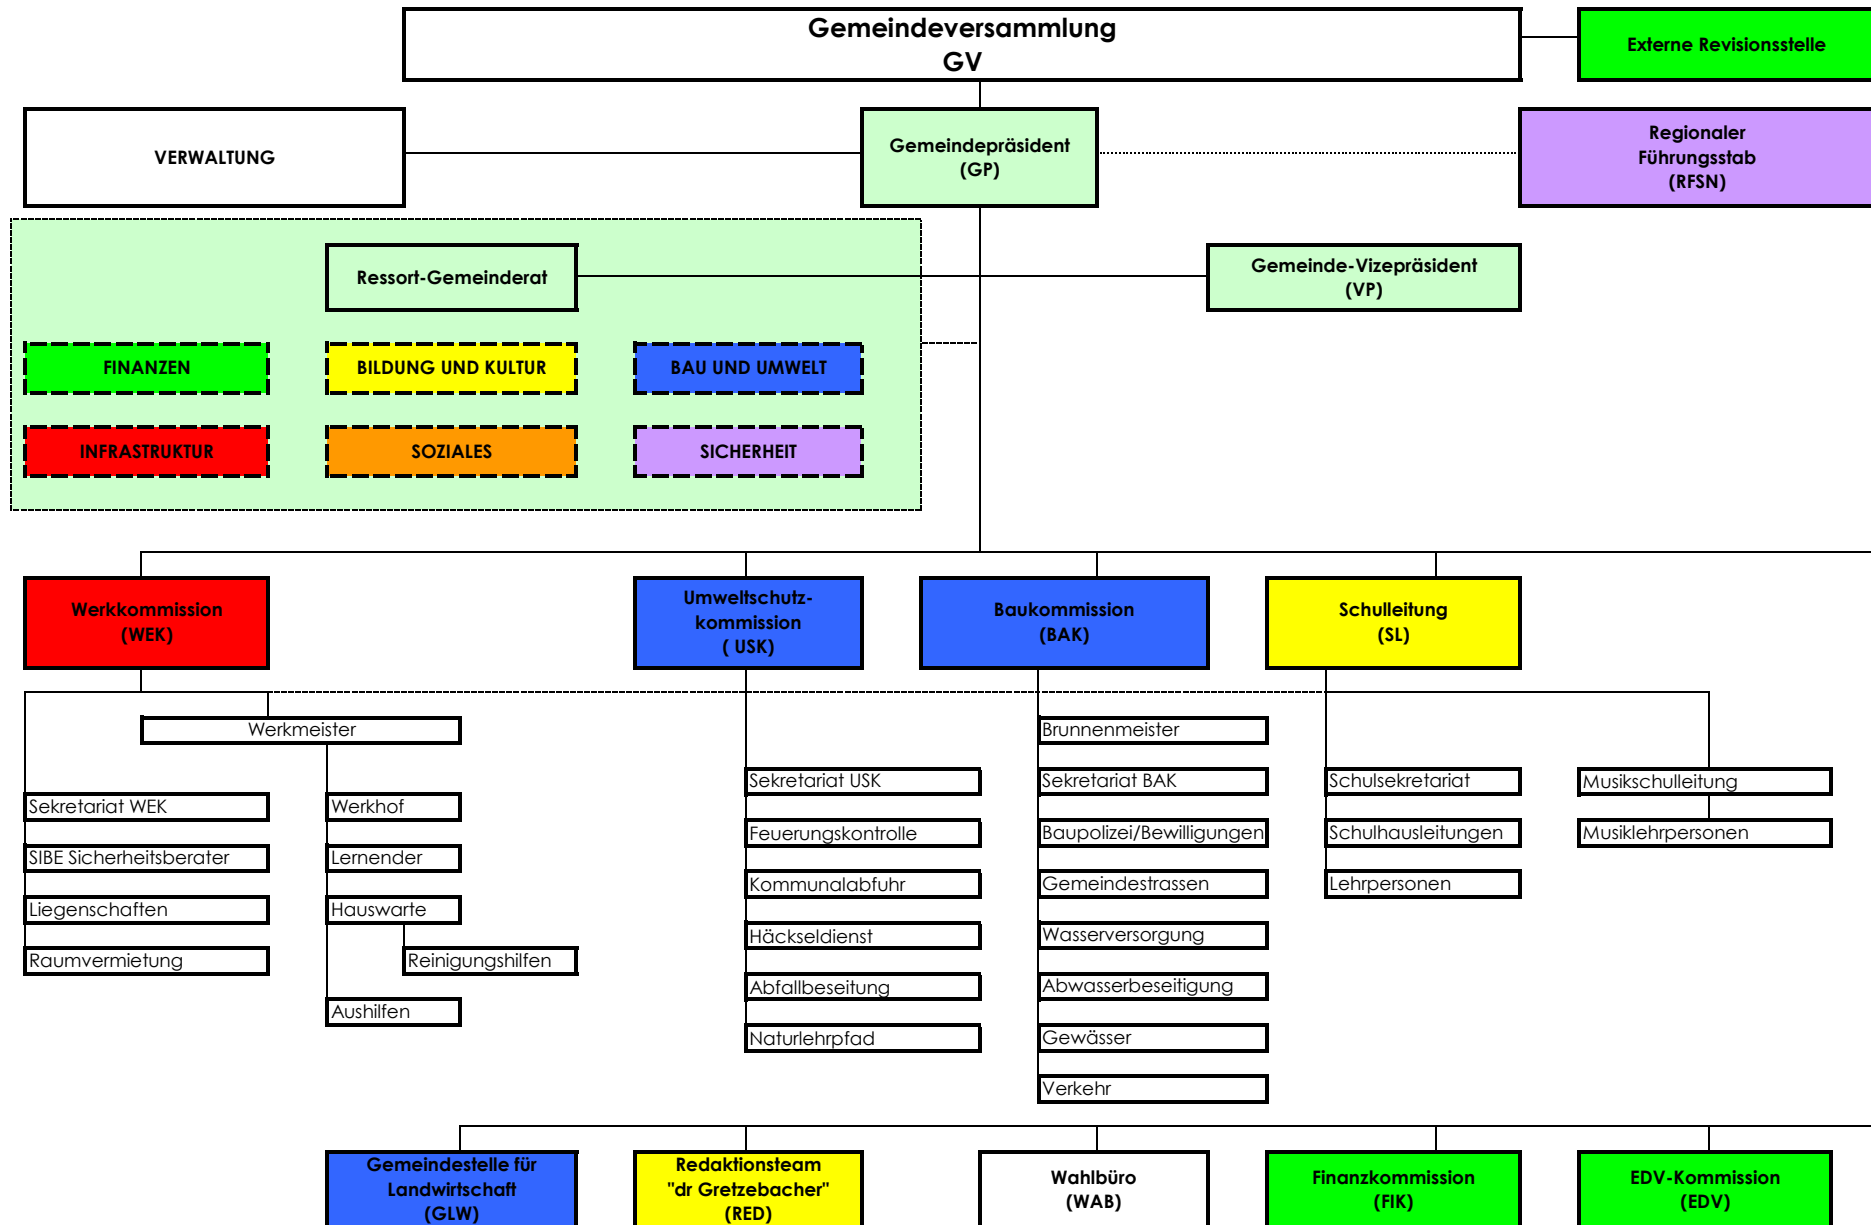 Gemeindeversammlung
GV
Externe Revisionsstelle
VERWALTUNG
Gemeindepräsident
(GP)
Regionaler
Führungsstab
(RFSN)
Ressort-Gemeinderat
Gemeinde-Vizepräsident
(VP)
FINANZEN
BILDUNG UND KULTUR
BAU UND UMWELT
INFRASTRUKTUR
SOZIALES
SICHERHEIT
Werkkommission
(WEK)
Umweltschutz-
kommission
( USK)
Baukommission
(BAK)
Schulleitung
(SL)
Werkmeister
Sekretariat WEK
SIBE Sicherheitsberater
Liegenschaften
Raumvermietung
Werkhof
Lernender
Hauswarte
Reinigungshilfen
Aushilfen
Sekretariat USK
Feuerungskontrolle
Kommunalabfuhr
Häckseldienst
Abfallbeseitung
Naturlehrpfad
Brunnenmeister
Sekretariat BAK
Baupolizei/Bewilligungen
Gemeindestrassen
Wasserversorgung
Abwasserbeseitigung
Gewässer
Verkehr
Schulsekretariat
Schulhausleitungen
Lehrpersonen
Musikschulleitung
Musiklehrpersonen
Gemeindestelle für
Landwirtschaft
(GLW)
Redaktionsteam
"dr Gretzebacher"
(RED)
Wahlbüro
(WAB)
Finanzkommission
(FIK)
EDV-Kommission
(EDV)